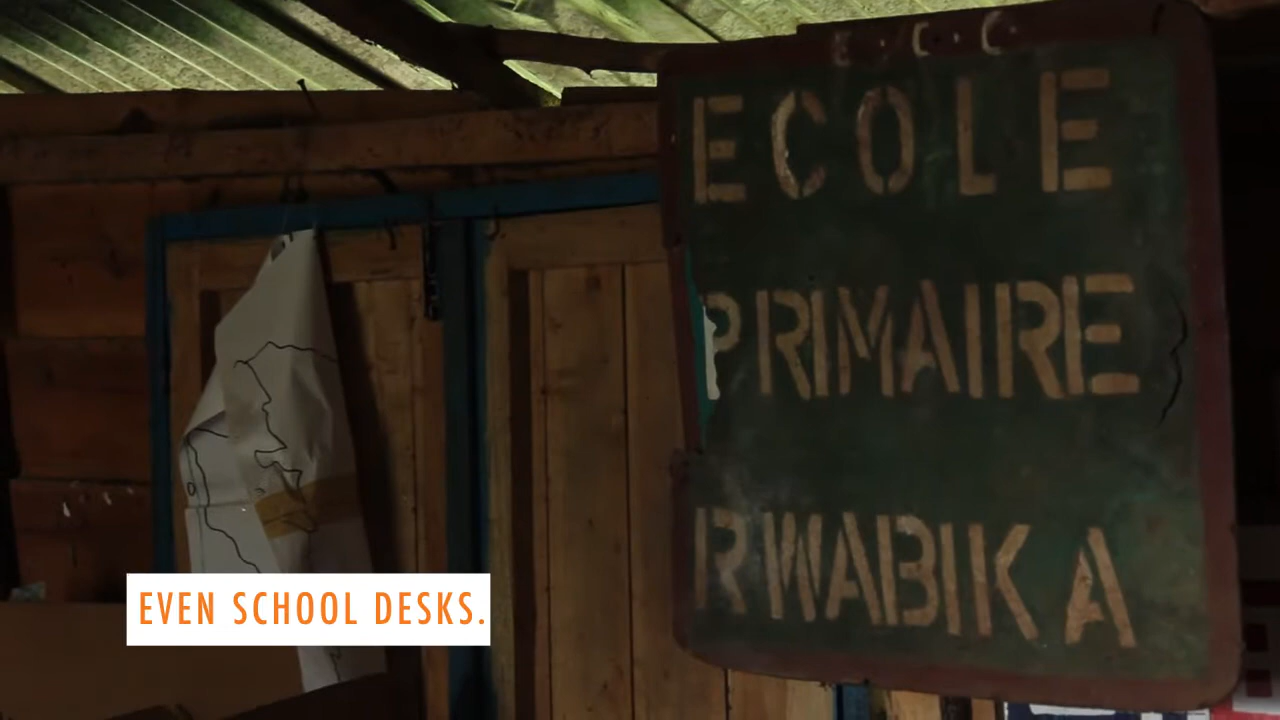 E.C.C
ECOLE
PRIMAIRE
RWABIKA
EVEN SCHOOL DESKS.